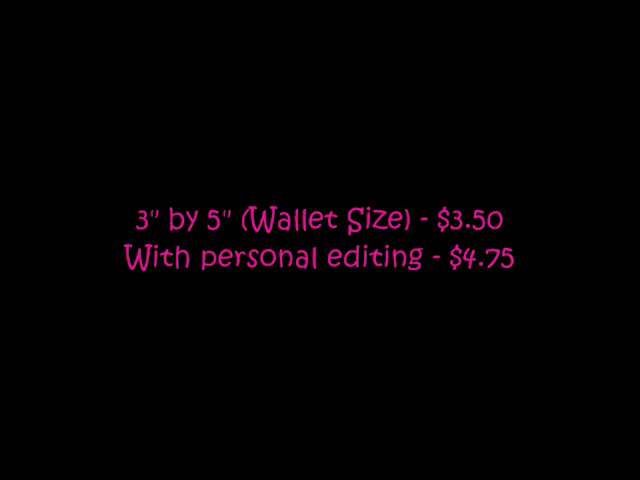 3" by 5" (Wallet Size) - $3.50
With personal editing - $4.75